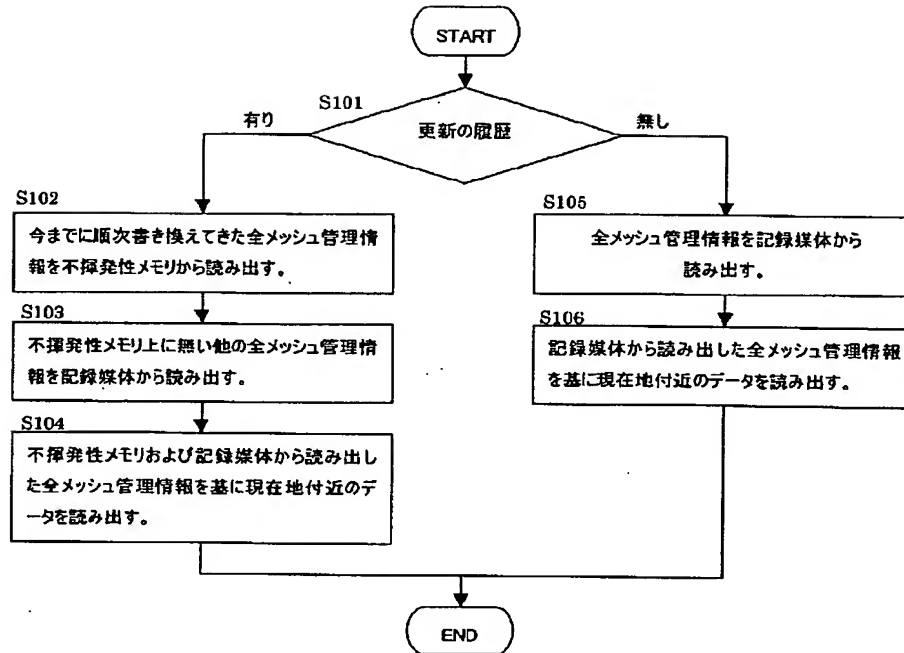 START
S101
更新の履歴
有り
無し
S102
今までに順次書き換えてきた全メッシュ管理情
報を不揮発性メモリから読み出す。
S103
不揮発性メモリ上に無い他の全メッシュ管理情
報を記録媒体から読み出す。
S104
不揮発性メモリおよび記録媒体から読み出し
た全メッシュ管理情報を基に現在地付近のデ
ータを読み出す。
S105
全メッシュ管理情報を記録媒体から
読み出す。
S106
記録媒体から読み出した全メッシュ管理情報
を基に現在地付近のデータを読み出す。
END